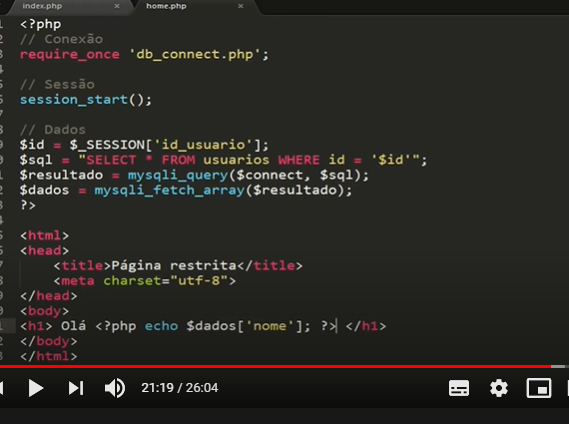 index.php × home.php ×
<?php
// Conexão
require_once 'db_connect.php';
// Sessão
session_start();
// Dados
$id = $_SESSION['id_usuario'];
$sql = "SELECT * FROM usuarios WHERE id = '$id'";
$resultado = mysqli_query($connect, $sql);
$dados = mysqli_fetch_array($resultado);
?>
<html>
<head>
<title>Página restrita</title>
<meta charset="utf-8">
</head>
<body>
<h1> Olá <?php echo $dados['nome']; ?> </h1>
</body>
</html>
21:19 / 26:04